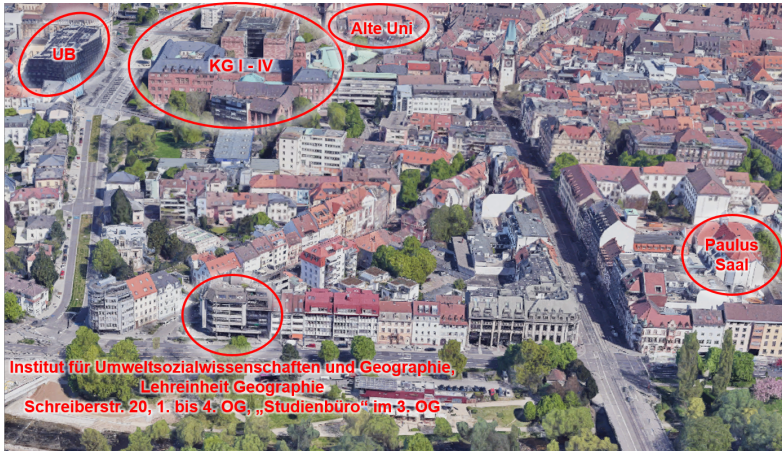 UB
KG I - IV
Alte Uni
Paulus
Saal
Institut für Umweltsozialwissenschaften und Geographie,
Lehreinheit Geographie
Schreiberstr. 20, 1. bis 4. OG, „Studienbüro“ im 3. OG